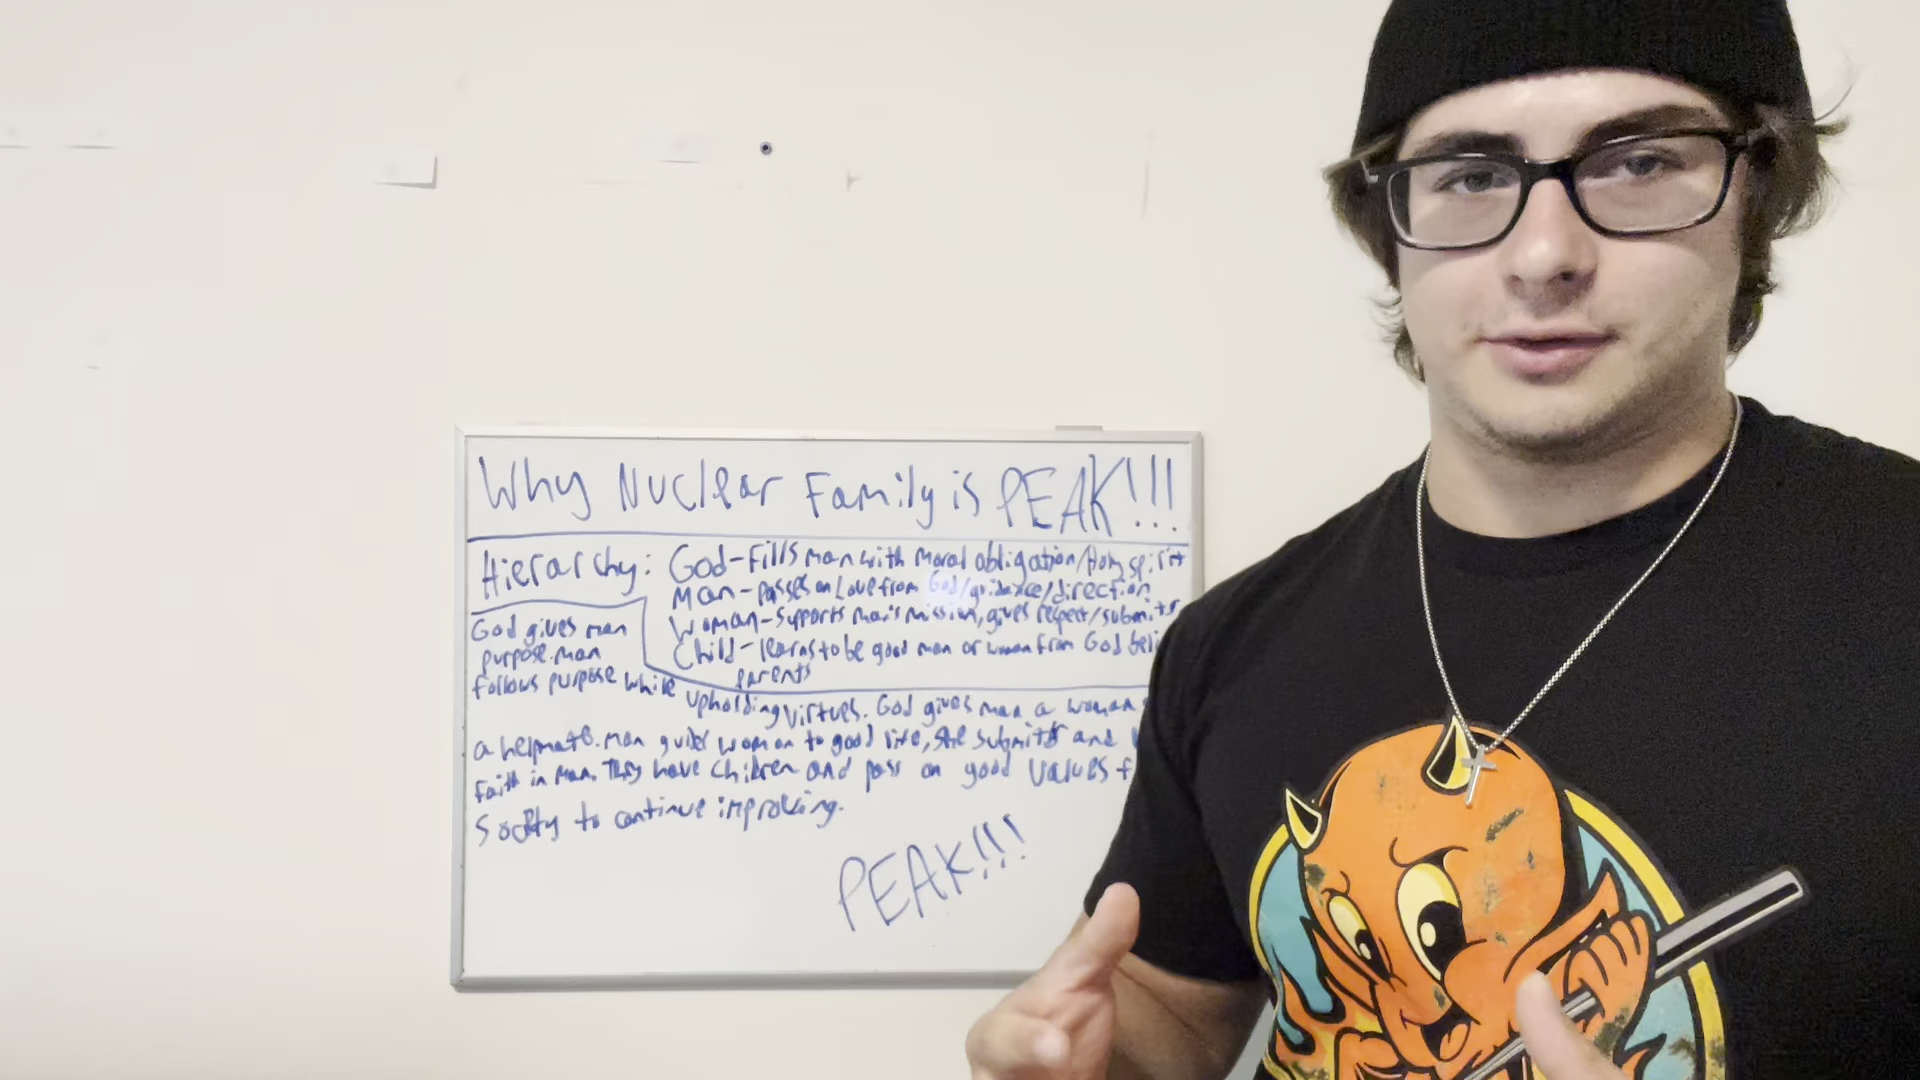 Why Nuclear Family is PEAK!!!
Hierarchy: God-Fills man with Moral obligation/Holy spirit
Man-passes on Love from God/guidance/direction
Woman-supports man's mission, gives respect/submits
Child-learns to be good man or woman from God
parents
God gives man
purpose. man
follows purpose while
upholding virtues. God gives man a woman
a helpmate. man guides woman to good life, she submits and
faith in man. They have children and pass on good values
society to continue improving.
PEAK!!!